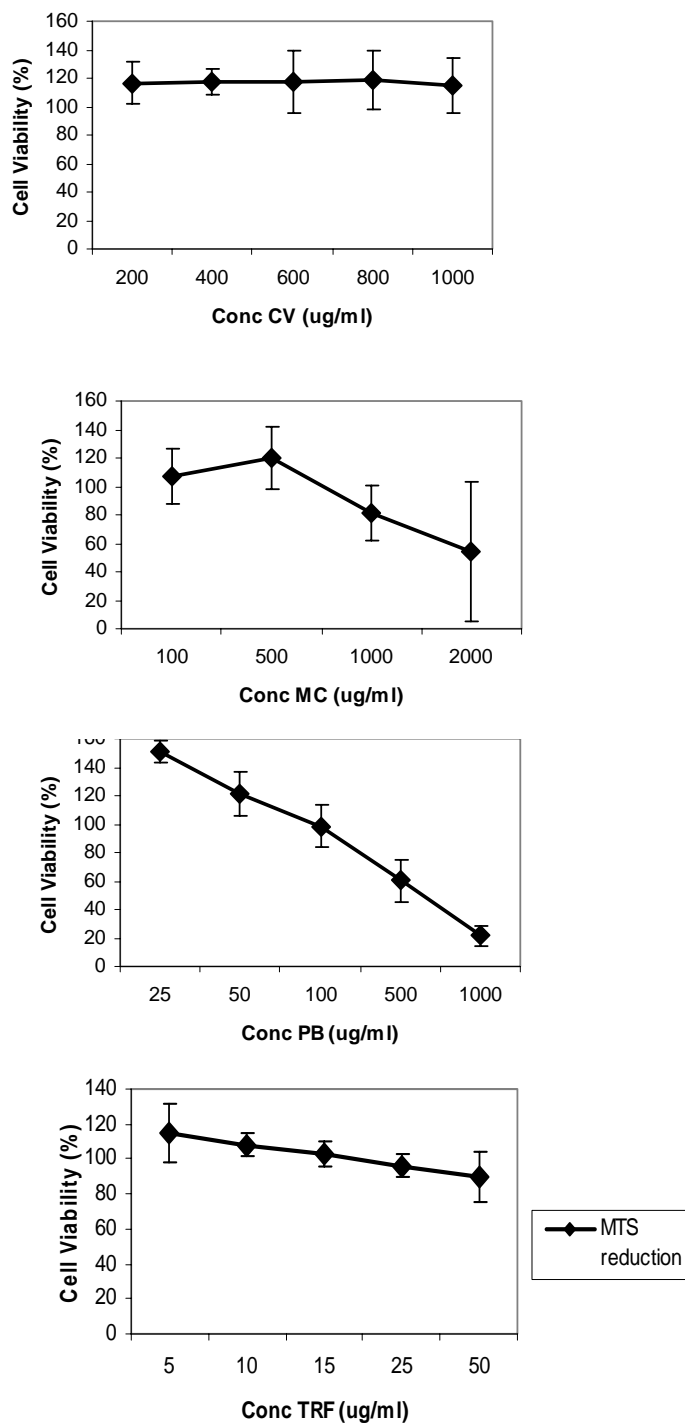 160
140
120
100
80
60
40
20
0
Cell Viability (%)
200 400 600 800 1000
Conc CV (ug/ml)
160
140
120
100
80
60
40
20
0
Cell Viability (%)
100 500 1000 2000
Conc MC (ug/ml)
160
140
120
100
80
60
40
20
0
Cell Viability (%)
25 50 100 500 1000
Conc PB (ug/ml)
140
120
100
80
60
40
20
0
Cell Viability (%)
5 10 15 25 50
Conc TRF (ug/ml)
MTS
reduction